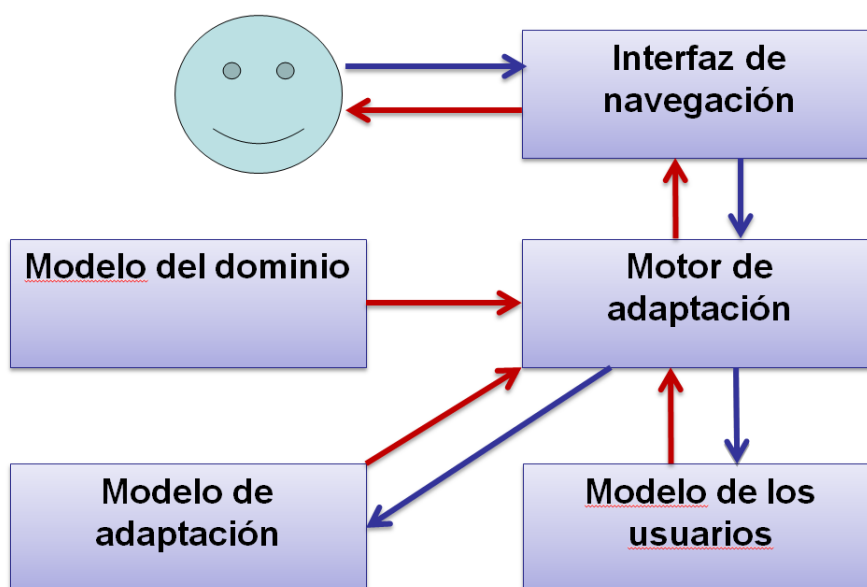 Interfaz de
navegación
Modelo del dominio
Motor de
adaptación
Modelo de
adaptación
Modelo de los
usuarios